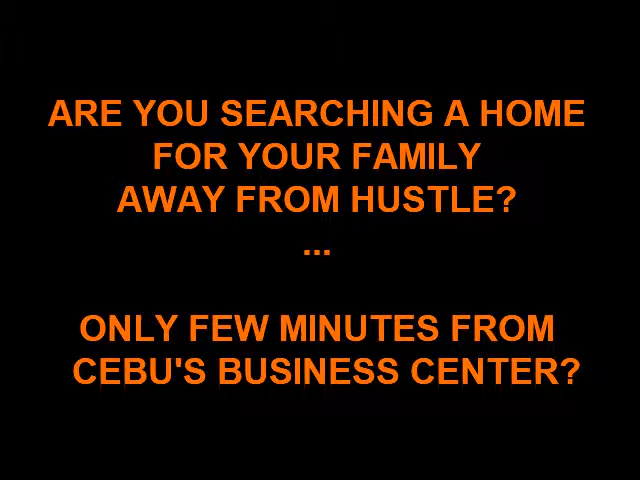 ARE YOU SEARCHING A HOME
FOR YOUR FAMILY
AWAY FROM HUSTLE?
...
ONLY FEW MINUTES FROM
CEBU'S BUSINESS CENTER?